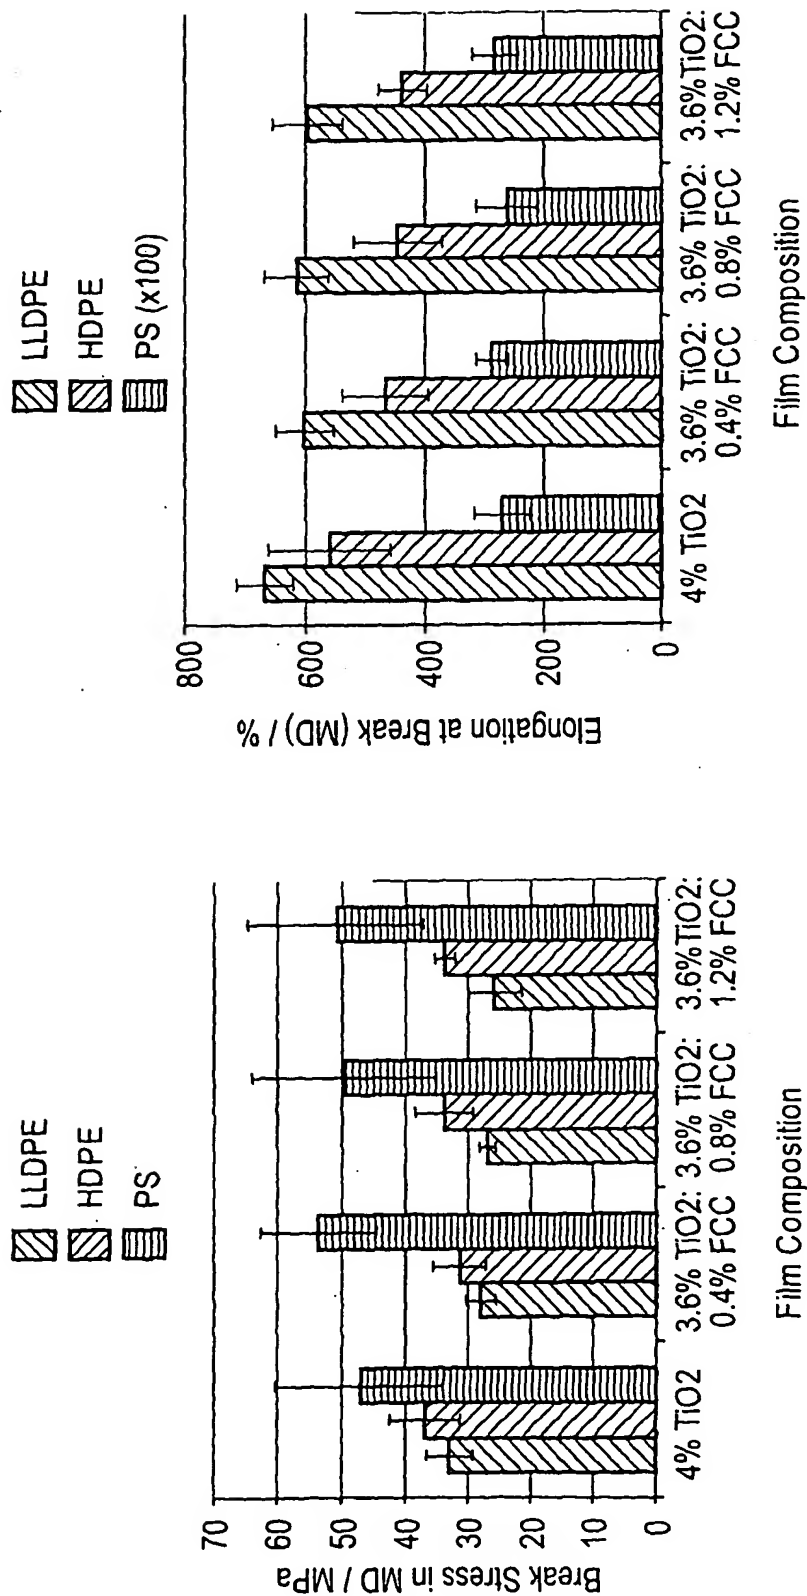 LLDPE
HDPE
PS
70
60
50
40
30
20
10
0
Break Stress in MD / MPa
4% TiO2
3.6% TiO2:
0.4% FCC
3.6% TiO2:
0.8% FCC
3.6%TiO2:
1.2% FCC
Film Composition
LLDPE
HDPE
PS (x100)
800
600
400
200
0
Elongation at Break (MD) / %
4% TiO2
3.6% TiO2:
0.4% FCC
3.6% TiO2:
0.8% FCC
3.6%TiO2:
1.2% FCC
Film Composition